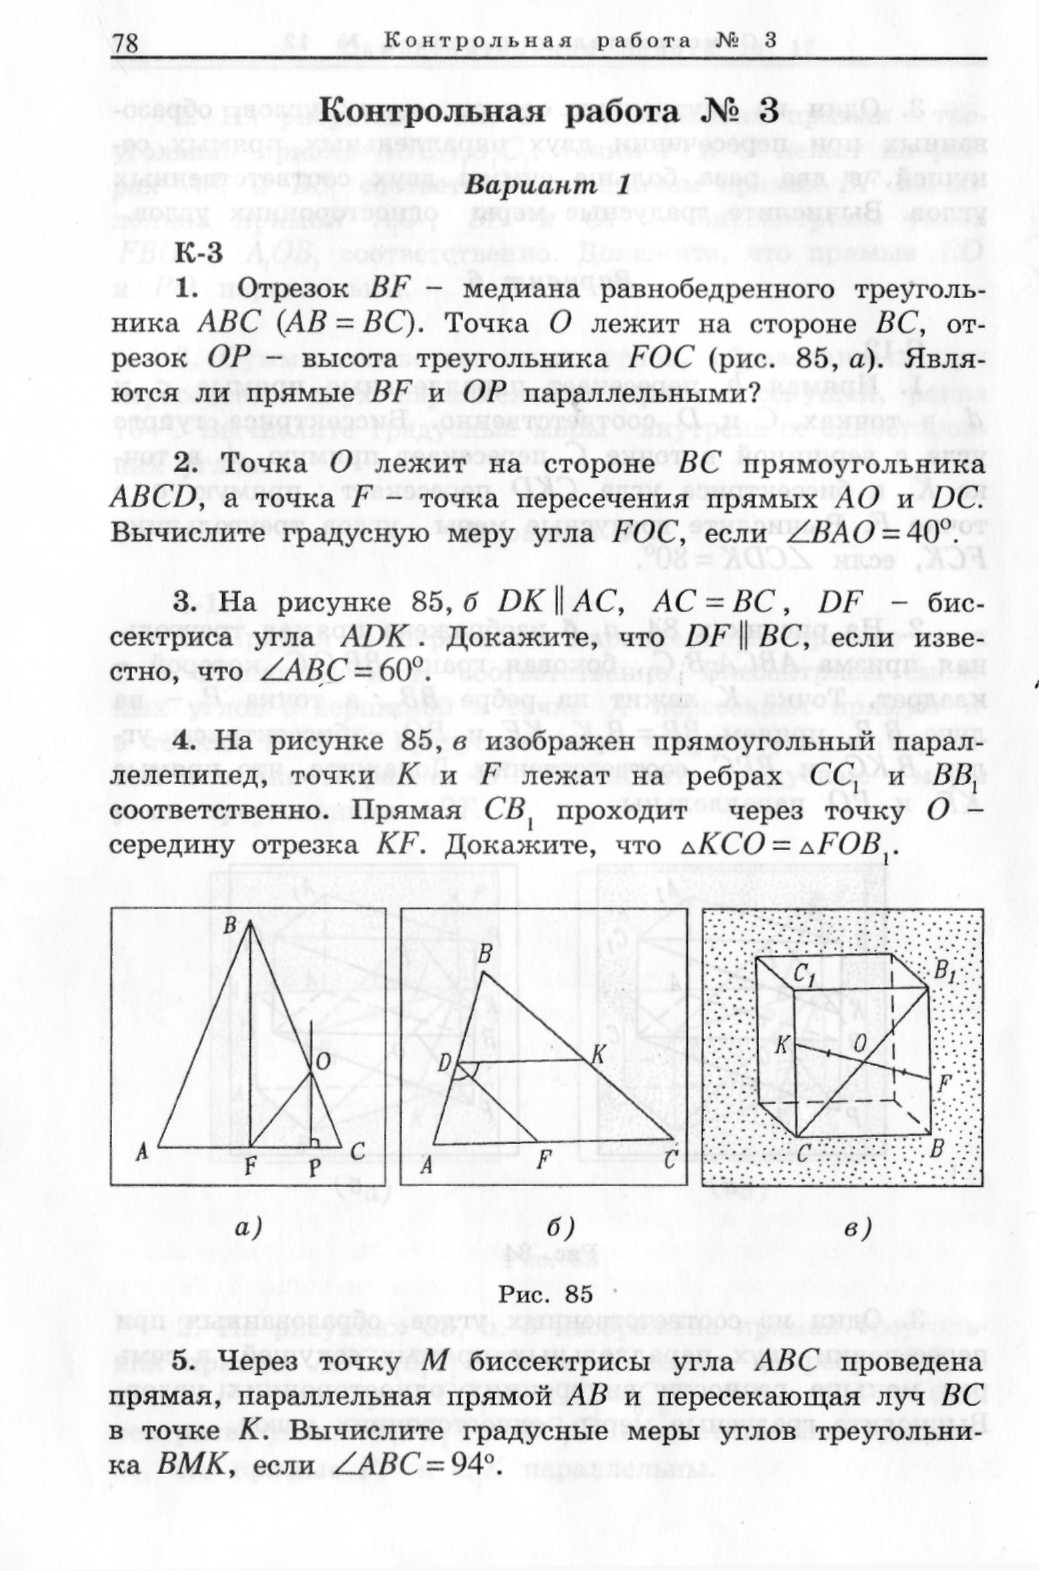 78
Контрольная работа № 3
Контрольная работа № 3
Вариант 1
К-3
1. Отрезок BF – медиана равнобедренного треуголь-
ника ABC (AB = BC). Точка O лежит на стороне BC, от-
резок OP – высота треугольника FOC (рис. 85, а). Явля-
ются ли прямые BF и OP параллельными?
2. Точка O лежит на стороне BC прямоугольника
ABCD, а точка F – точка пересечения прямых AO и DC.
Вычислите градусную меру угла FOC, если ∠BAO = 40°.
3. На рисунке 85, б DK ∥ AC, AC = BC, DF – бис-
сектриса угла ADK. Докажите, что DF ∥ BC, если изве-
стно, что ∠ABC = 60°.
4. На рисунке 85, в изображен прямоугольный парал-
лелепипед, точки K и F лежат на ребрах CC₁ и BB₁
соответственно. Прямая CB₁ проходит через точку O –
середину отрезка KF. Докажите, что △KCO = △FOB₁.
B
O
A
F
P
C
а)
B
D
K
A
F
C
б)
C₁
B₁
K
O
F
C
B
в)
Рис. 85
5. Через точку M биссектрисы угла ABC проведена
прямая, параллельная прямой AB и пересекающая луч BC
в точке K. Вычислите градусные меры углов треугольни-
ка BMK, если ∠ABC = 94°.